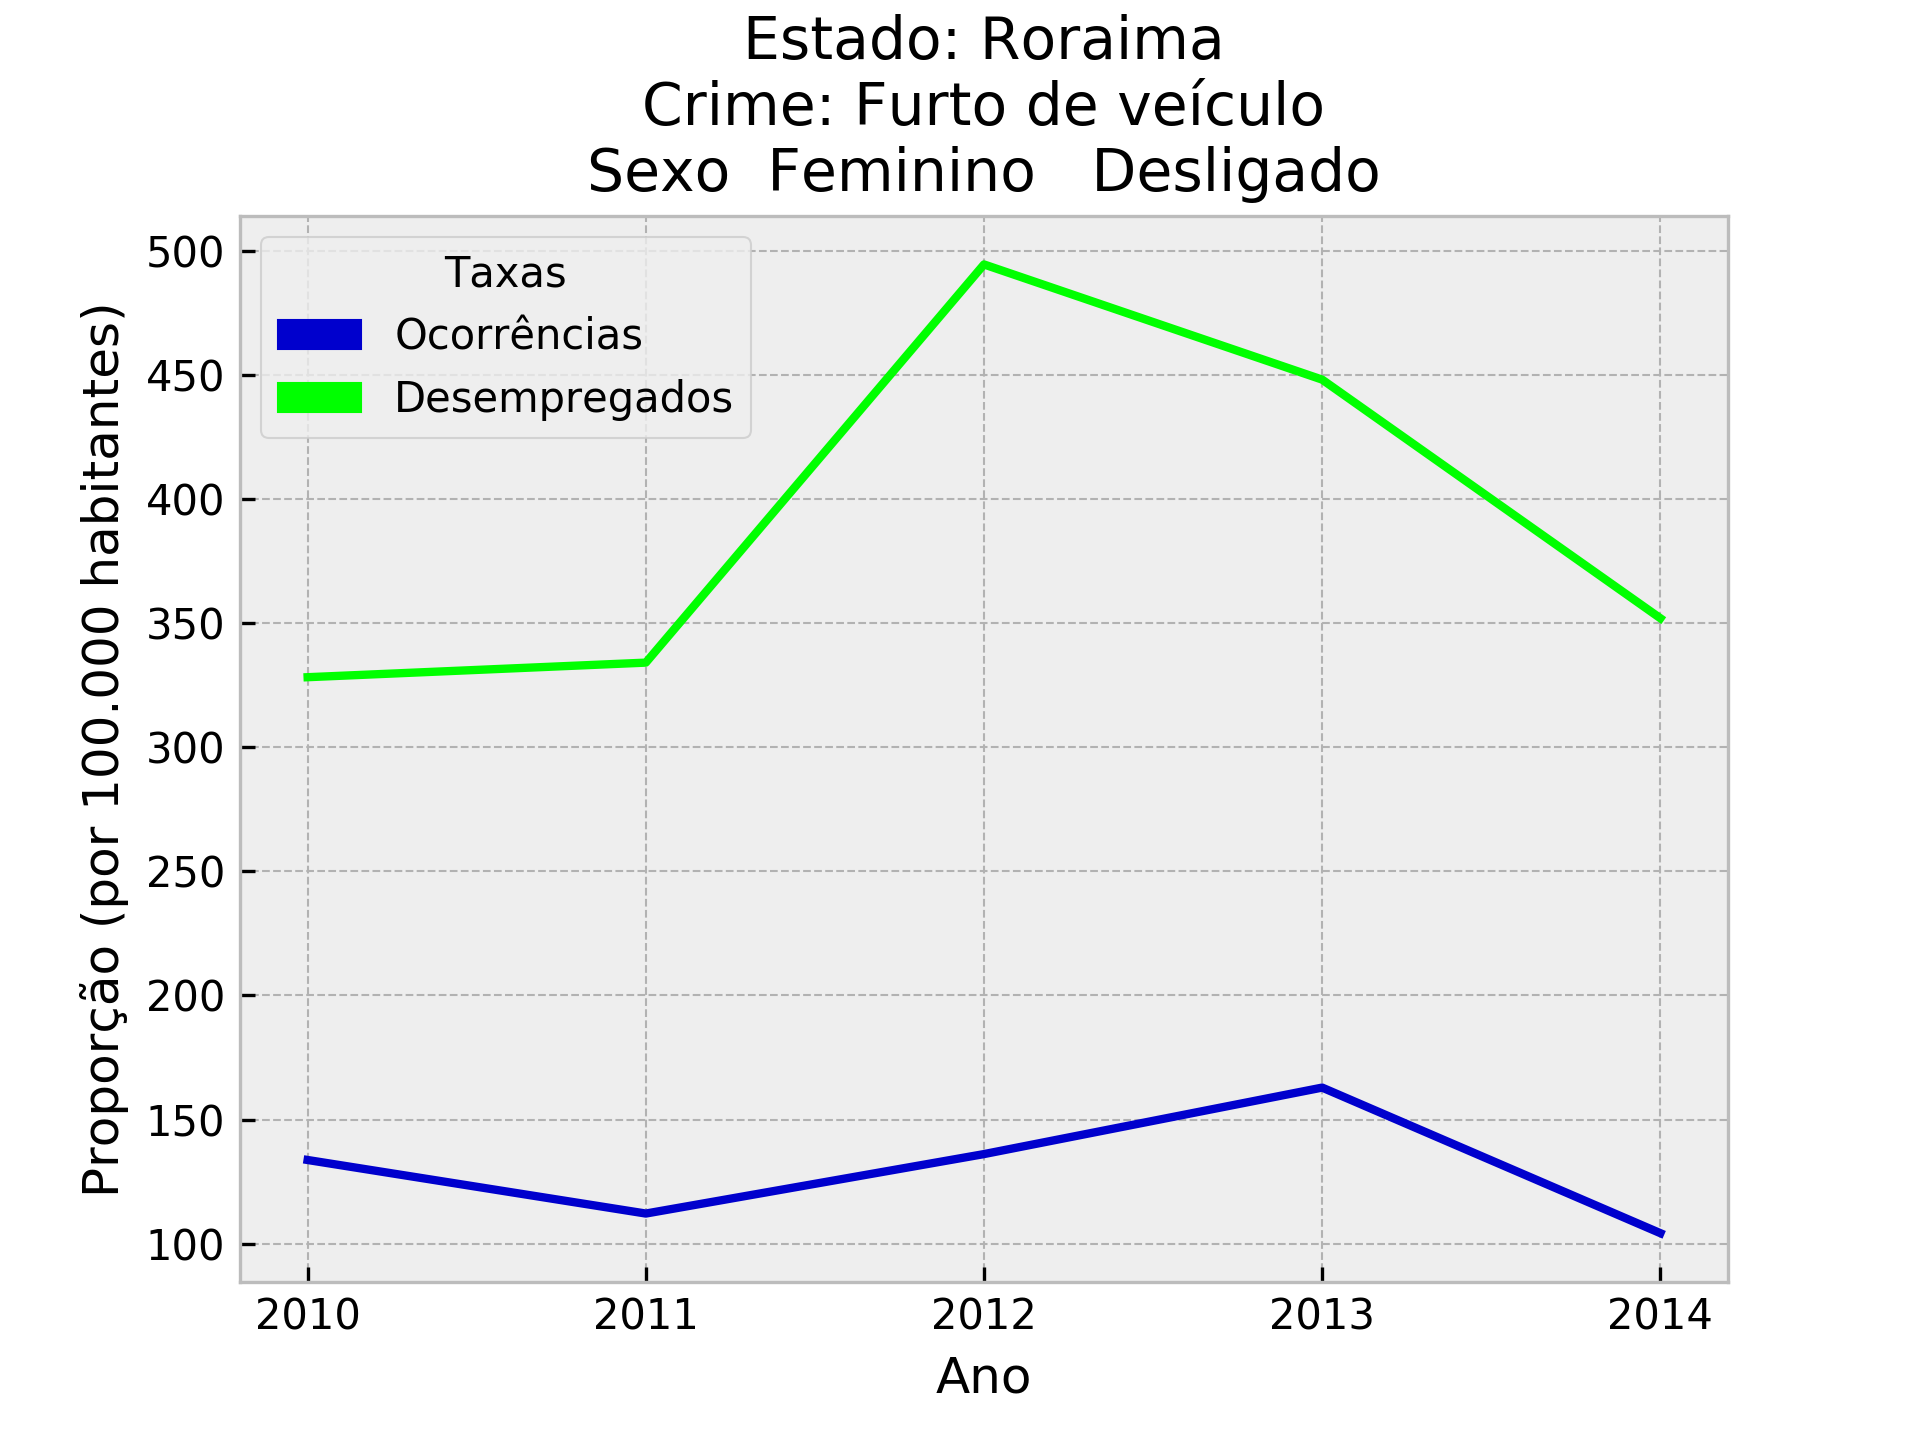 Estado: Roraima
Crime: Furto de veículo
Sexo  Feminino   Desligado
Taxas
Ocorrências
Desempregados
Proporção (por 100.000 habitantes)
500
450
400
350
300
250
200
150
100
2010 2011 2012 2013 2014
Ano